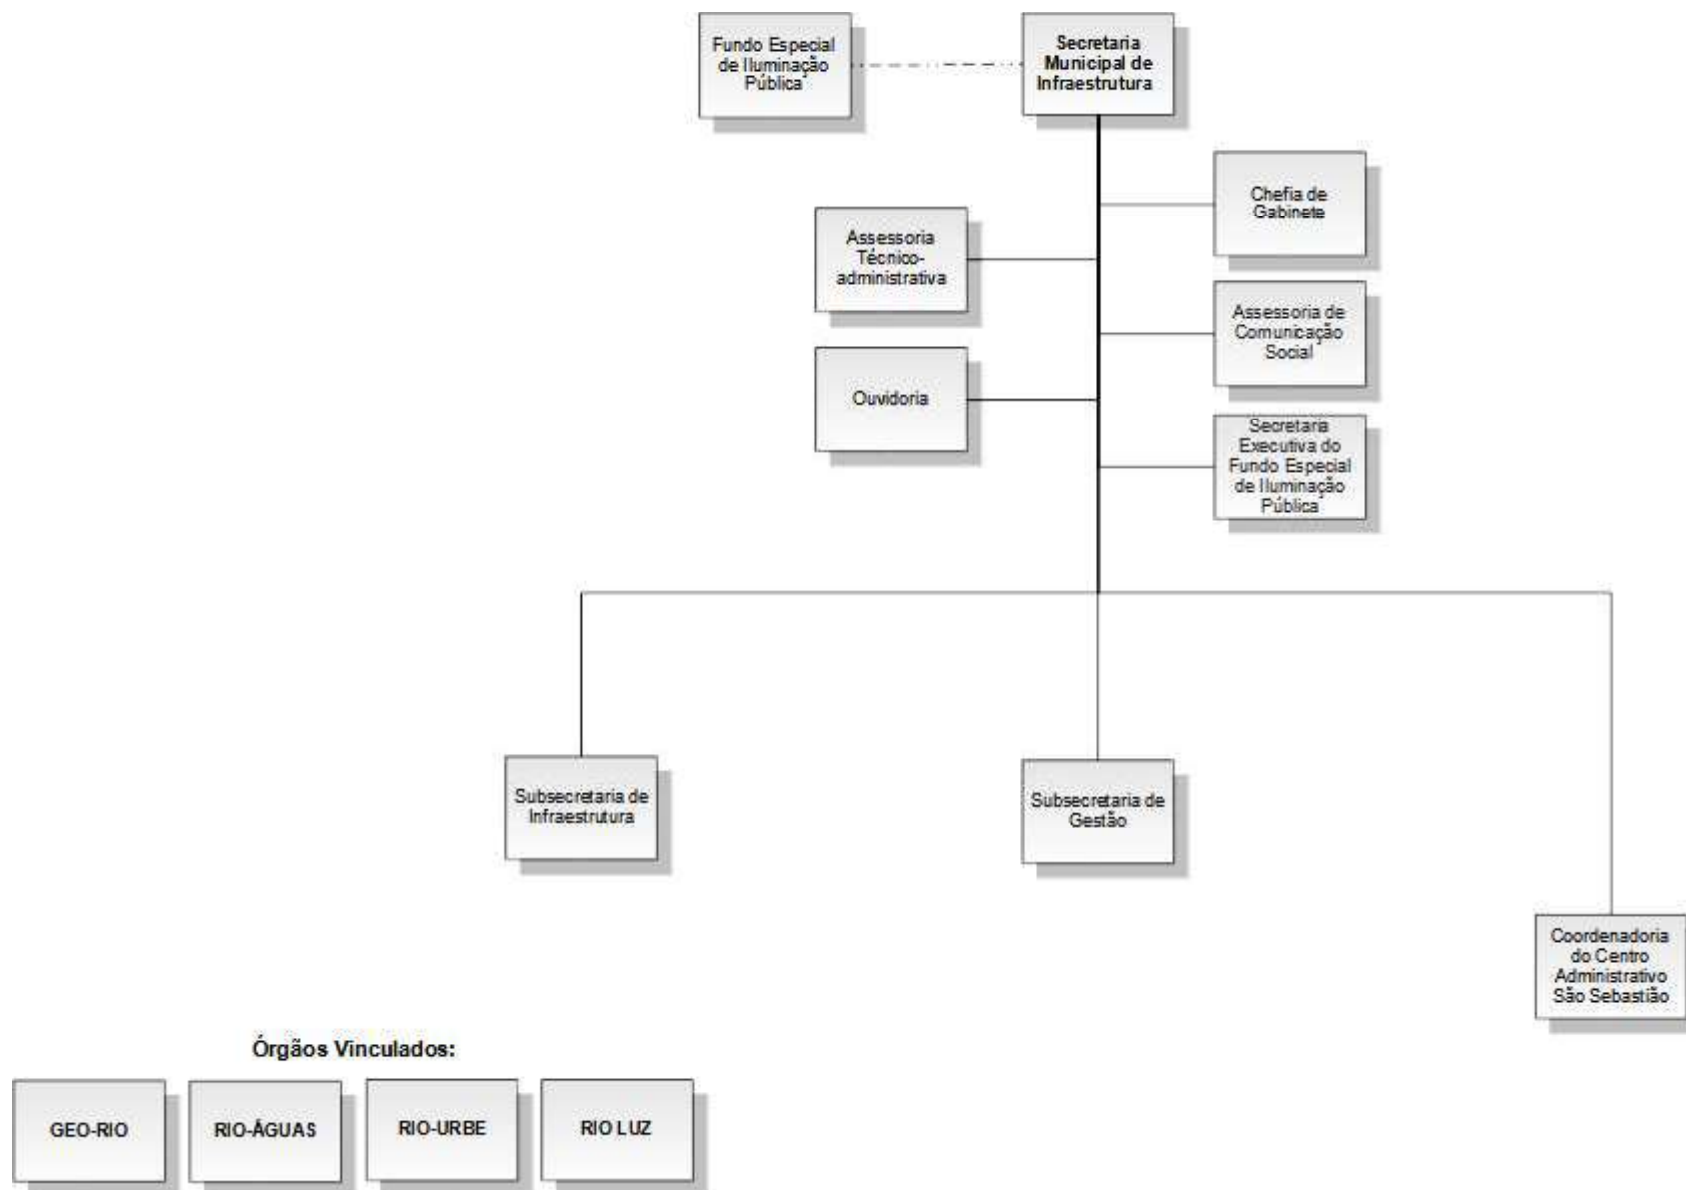 Fundo Especial
de Iluminação
Pública
Secretaria
Municipal de
Infraestrutura
Chefia de
Gabinete
Assessoria
Técnico-
administrativa
Assessoria de
Comunicação
Social
Ouvidoria
Secretaria
Executiva do
Fundo Especial
de Iluminação
Pública
Subsecretaria de
Infraestrutura
Subsecretaria de
Gestão
Coordenadoria
do Centro
Administrativo
São Sebastião
Órgãos Vinculados:
GEO-RIO
RIO-ÁGUAS
RIO-URBE
RIO LUZ